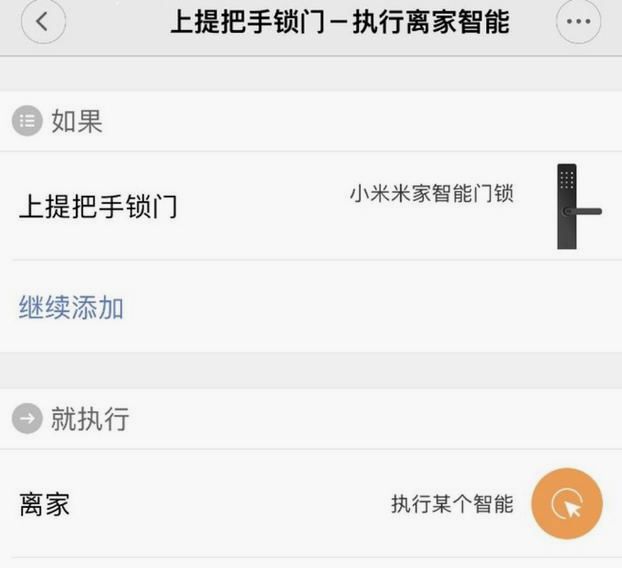 上提把手锁门－执行离家智能
如果
上提把手锁门 小米米家智能门锁
继续添加
就执行
离家 执行某个智能